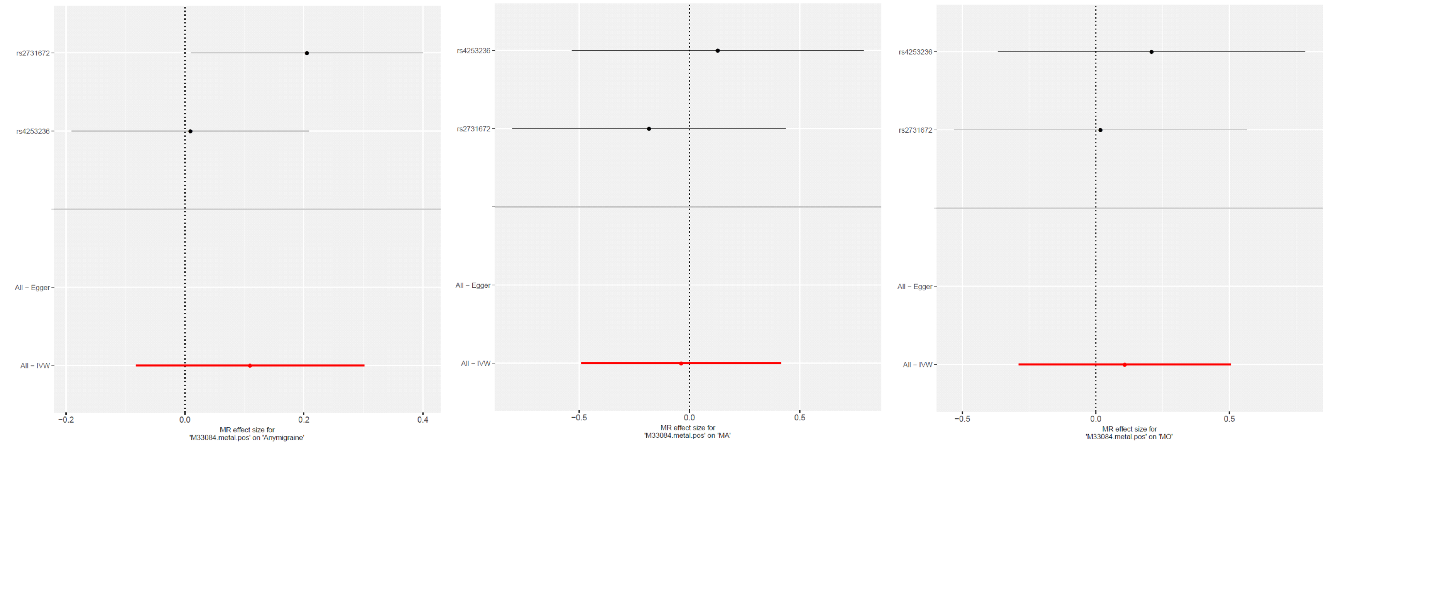 rs2731672
rs4253236
All − Egger
All − IVW
−0.2
0.0
0.2
0.4
MR effect size for
'M33084.metal.pos' on 'Anymigraine'
rs4253236
rs2731672
All − Egger
All − IVW
−0.5
0.0
0.5
MR effect size for
'M33084.metal.pos' on 'MA'
rs4253236
rs2731672
All − Egger
All − IVW
−0.5
0.0
0.5
MR effect size for
'M33084.metal.pos' on 'MO'